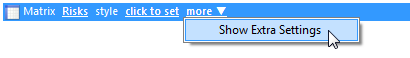 Matrix Risks style click to set more ▼
Show Extra Settings